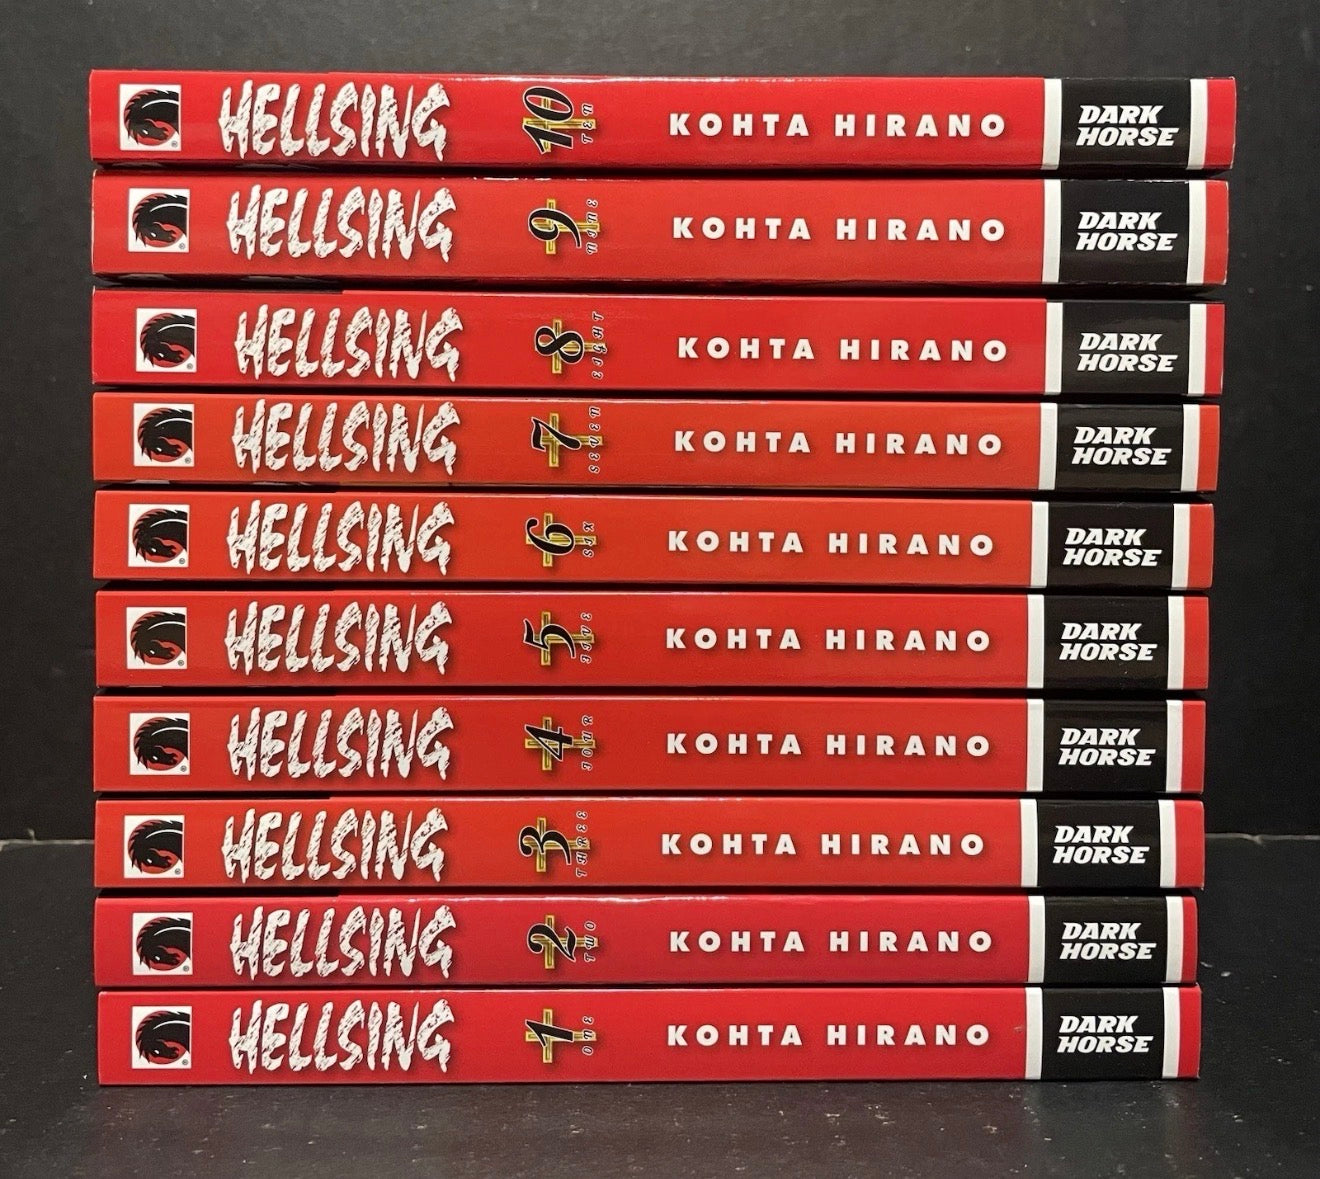 HELLSING 10 TEN KOHTA HIRANO DARK HORSE
HELLSING 9 NINE KOHTA HIRANO DARK HORSE
HELLSING 8 EIGHT KOHTA HIRANO DARK HORSE
HELLSING 7 SEVEN KOHTA HIRANO DARK HORSE
HELLSING 6 SIX KOHTA HIRANO DARK HORSE
HELLSING 5 FIVE KOHTA HIRANO DARK HORSE
HELLSING 4 FOUR KOHTA HIRANO DARK HORSE
HELLSING 3 THREE KOHTA HIRANO DARK HORSE
HELLSING 2 TWO KOHTA HIRANO DARK HORSE
HELLSING 1 ONE KOHTA HIRANO DARK HORSE